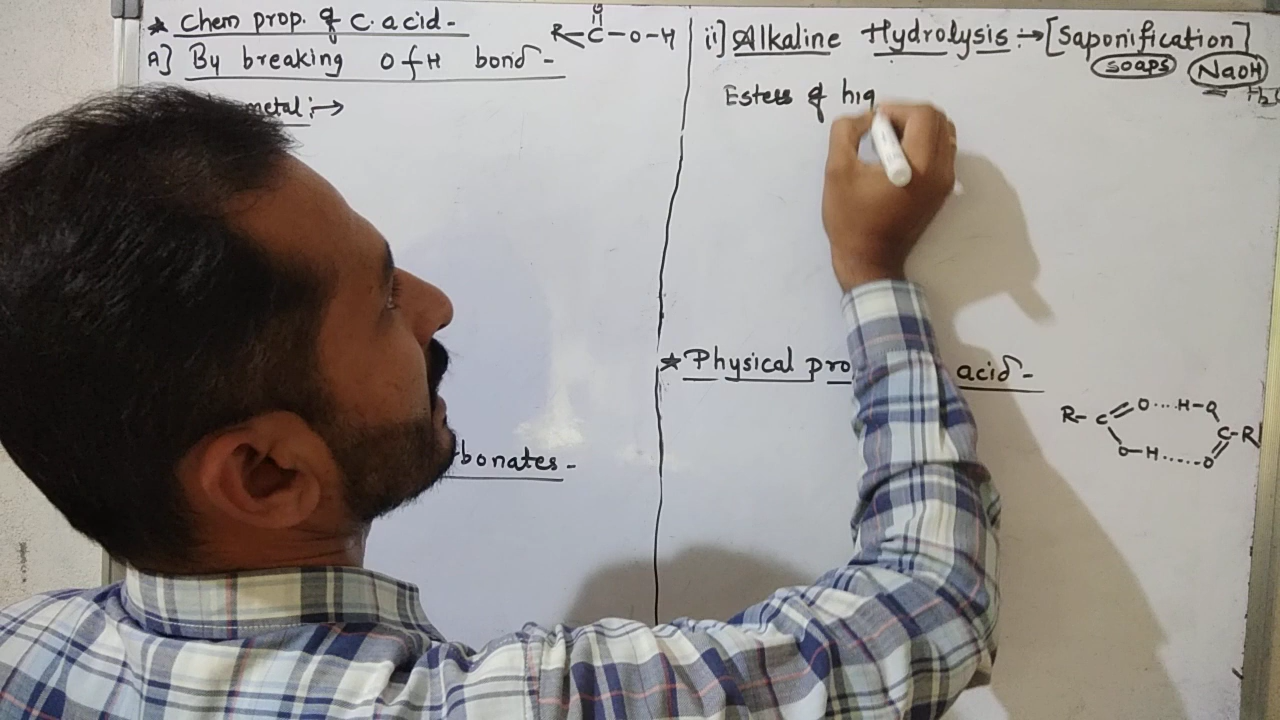 * Chem prop. of C. acid -
O
R-C-O-H
A] By breaking O f H bond -
metal :→
bonates -
ii] Alkaline Hydrolysis :→ [Saponification]
soaps NaOH
Esters of hig
* Physical pro acid -
R-C=O....H-O
C-R
O-H.....O